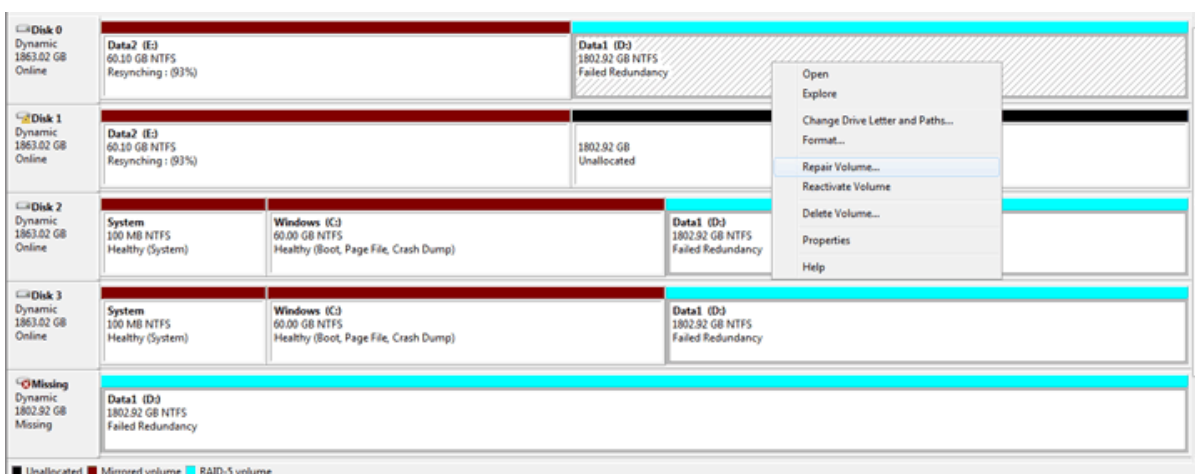 Disk 0
Dynamic
1863.02 GB
Online
Data2 (E:)
60.10 GB NTFS
Resynching : (93%)
Data1 (D:)
1802.92 GB NTFS
Failed Redundancy
Disk 1
Dynamic
1863.02 GB
Online
Data2 (E:)
60.10 GB NTFS
Resynching : (93%)
1802.92 GB
Unallocated
Open
Explore
Change Drive Letter and Paths...
Format...
Repair Volume...
Reactivate Volume
Delete Volume...
Properties
Help
Disk 2
Dynamic
1863.02 GB
Online
System
100 MB NTFS
Healthy (System)
Windows (C:)
60.00 GB NTFS
Healthy (Boot, Page File, Crash Dump)
Data1 (D:)
1802.92 GB NTFS
Failed Redundancy
Disk 3
Dynamic
1863.02 GB
Online
System
100 MB NTFS
Healthy (System)
Windows (C:)
60.00 GB NTFS
Healthy (Boot, Page File, Crash Dump)
Data1 (D:)
1802.92 GB NTFS
Failed Redundancy
Missing
Dynamic
1802.92 GB
Missing
Data1 (D:)
1802.92 GB NTFS
Failed Redundancy
Unallocated Mirrored volume RAID-5 volume